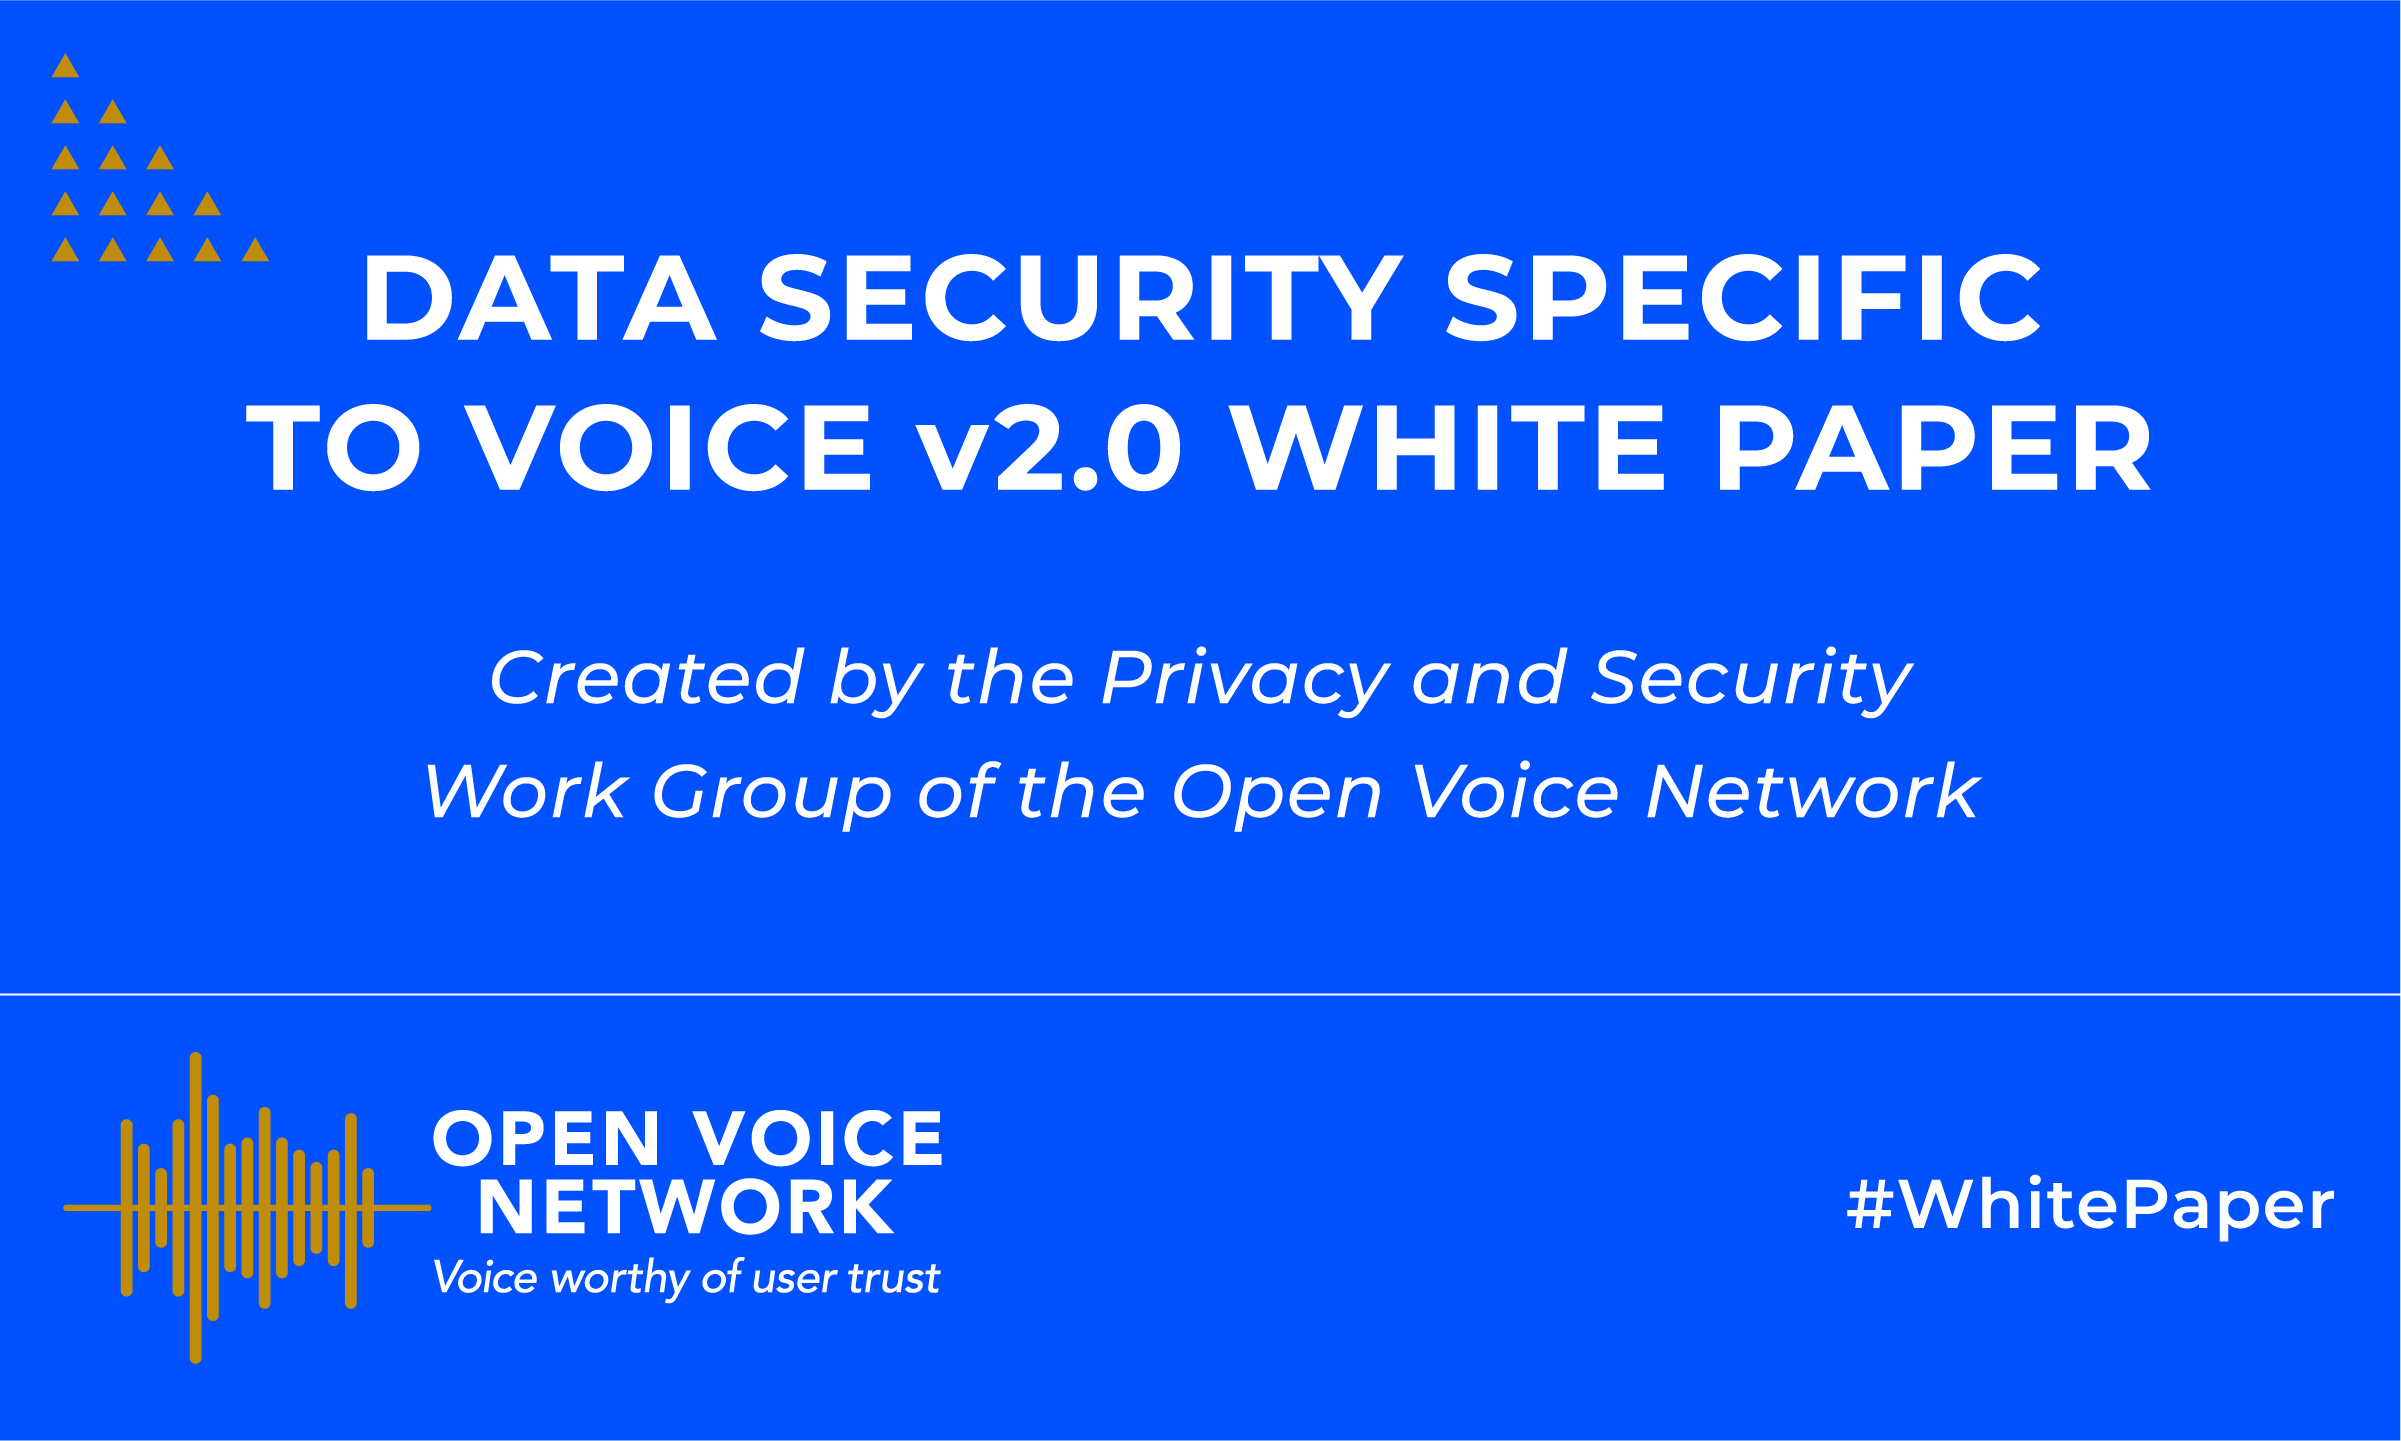 DATA SECURITY SPECIFIC
TO VOICE v2.0 WHITE PAPER
Created by the Privacy and Security
Work Group of the Open Voice Network
OPEN VOICE
NETWORK
Voice worthy of user trust
#WhitePaper